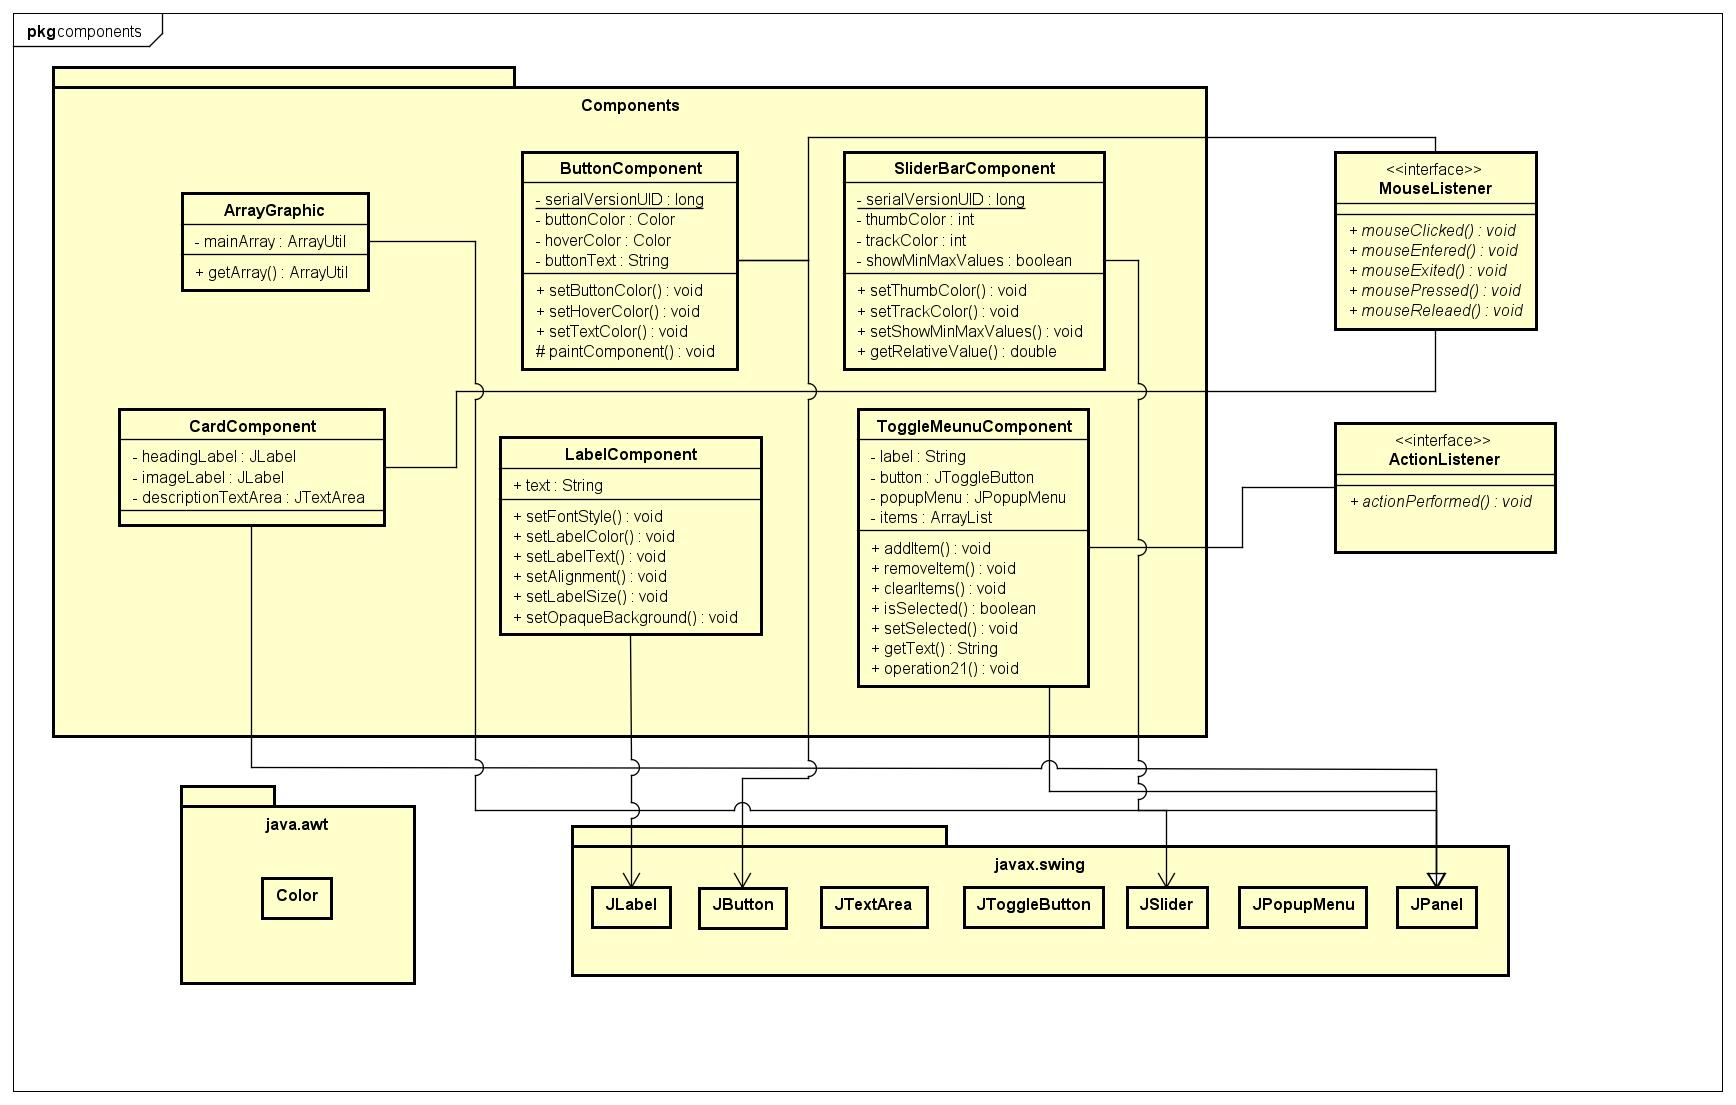 pkg components
Components
ArrayGraphic
- mainArray : ArrayUtil
+ getArray() : ArrayUtil
ButtonComponent
- serialVersionUID : long
- buttonColor : Color
- hoverColor : Color
- buttonText : String
+ setButtonColor() : void
+ setHoverColor() : void
+ setTextColor() : void
# paintComponent() : void
SliderBarComponent
- serialVersionUID : long
- thumbColor : int
- trackColor : int
- showMinMaxValues : boolean
+ setThumbColor() : void
+ setTrackColor() : void
+ setShowMinMaxValues() : void
+ getRelativeValue() : double
<<interface>>
MouseListener
+ mouseClicked() : void
+ mouseEntered() : void
+ mouseExited() : void
+ mousePressed() : void
+ mouseReleaed() : void
CardComponent
- headingLabel : JLabel
- imageLabel : JLabel
- descriptionTextArea : JTextArea
LabelComponent
+ text : String
+ setFontStyle() : void
+ setLabelColor() : void
+ setLabelText() : void
+ setAlignment() : void
+ setLabelSize() : void
+ setOpaqueBackground() : void
ToggleMeunuComponent
- label : String
- button : JToggleButton
- popupMenu : JPopupMenu
- items : ArrayList
+ addItem() : void
+ removeItem() : void
+ clearItems() : void
+ isSelected() : boolean
+ setSelected() : void
+ getText() : String
+ operation21() : void
<<interface>>
ActionListener
+ actionPerformed() : void
java.awt
Color
javax.swing
JLabel
JButton
JTextArea
JToggleButton
JSlider
JPopupMenu
JPanel